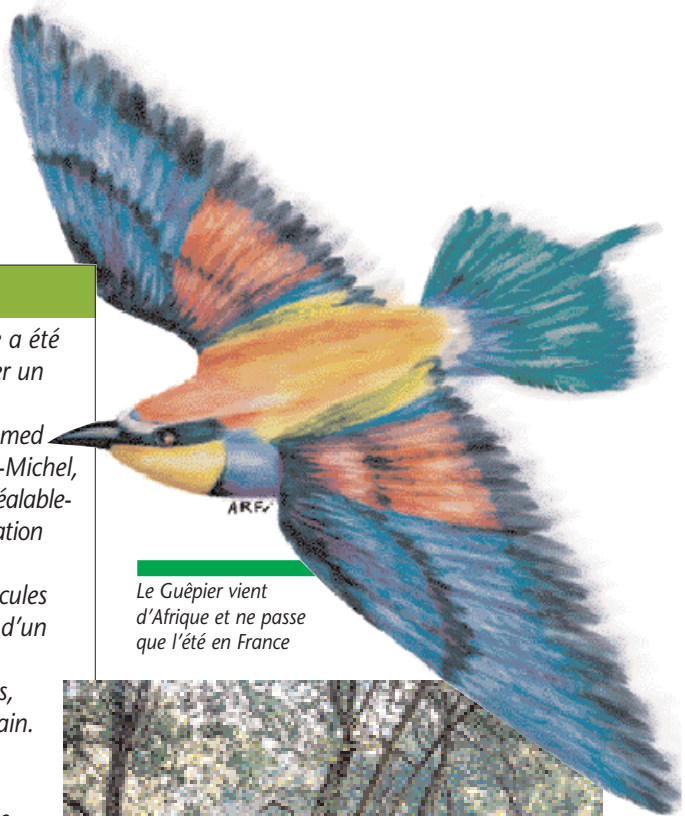 a été
er un
med
-Michel,
éalable-
ation
cules
d'un
s,
ain.
ARF
Le Guêpier vient
d'Afrique et ne passe
que l'été en France